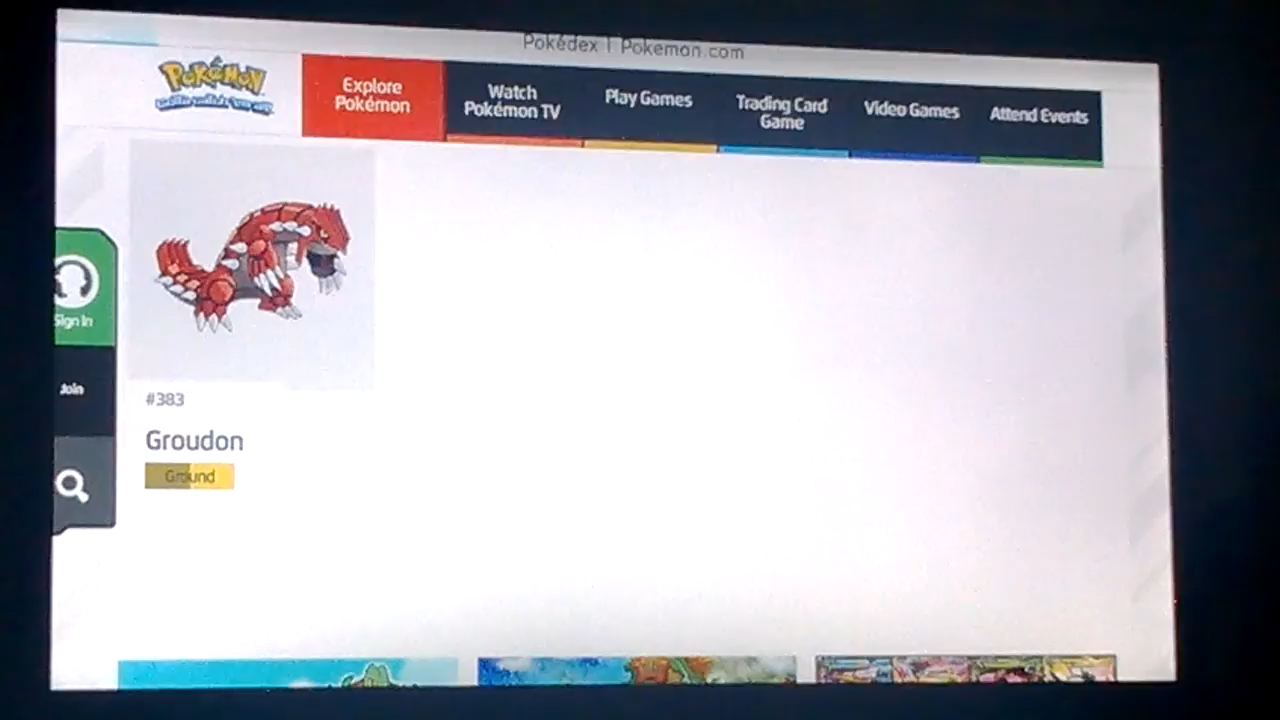 Pokédex | Pokemon.com
POKéMON
Explore
Pokémon
Watch
Pokémon TV
Play Games
Trading Card
Game
Video Games
Attend Events
Sign In
Join
#383
Groudon
Ground